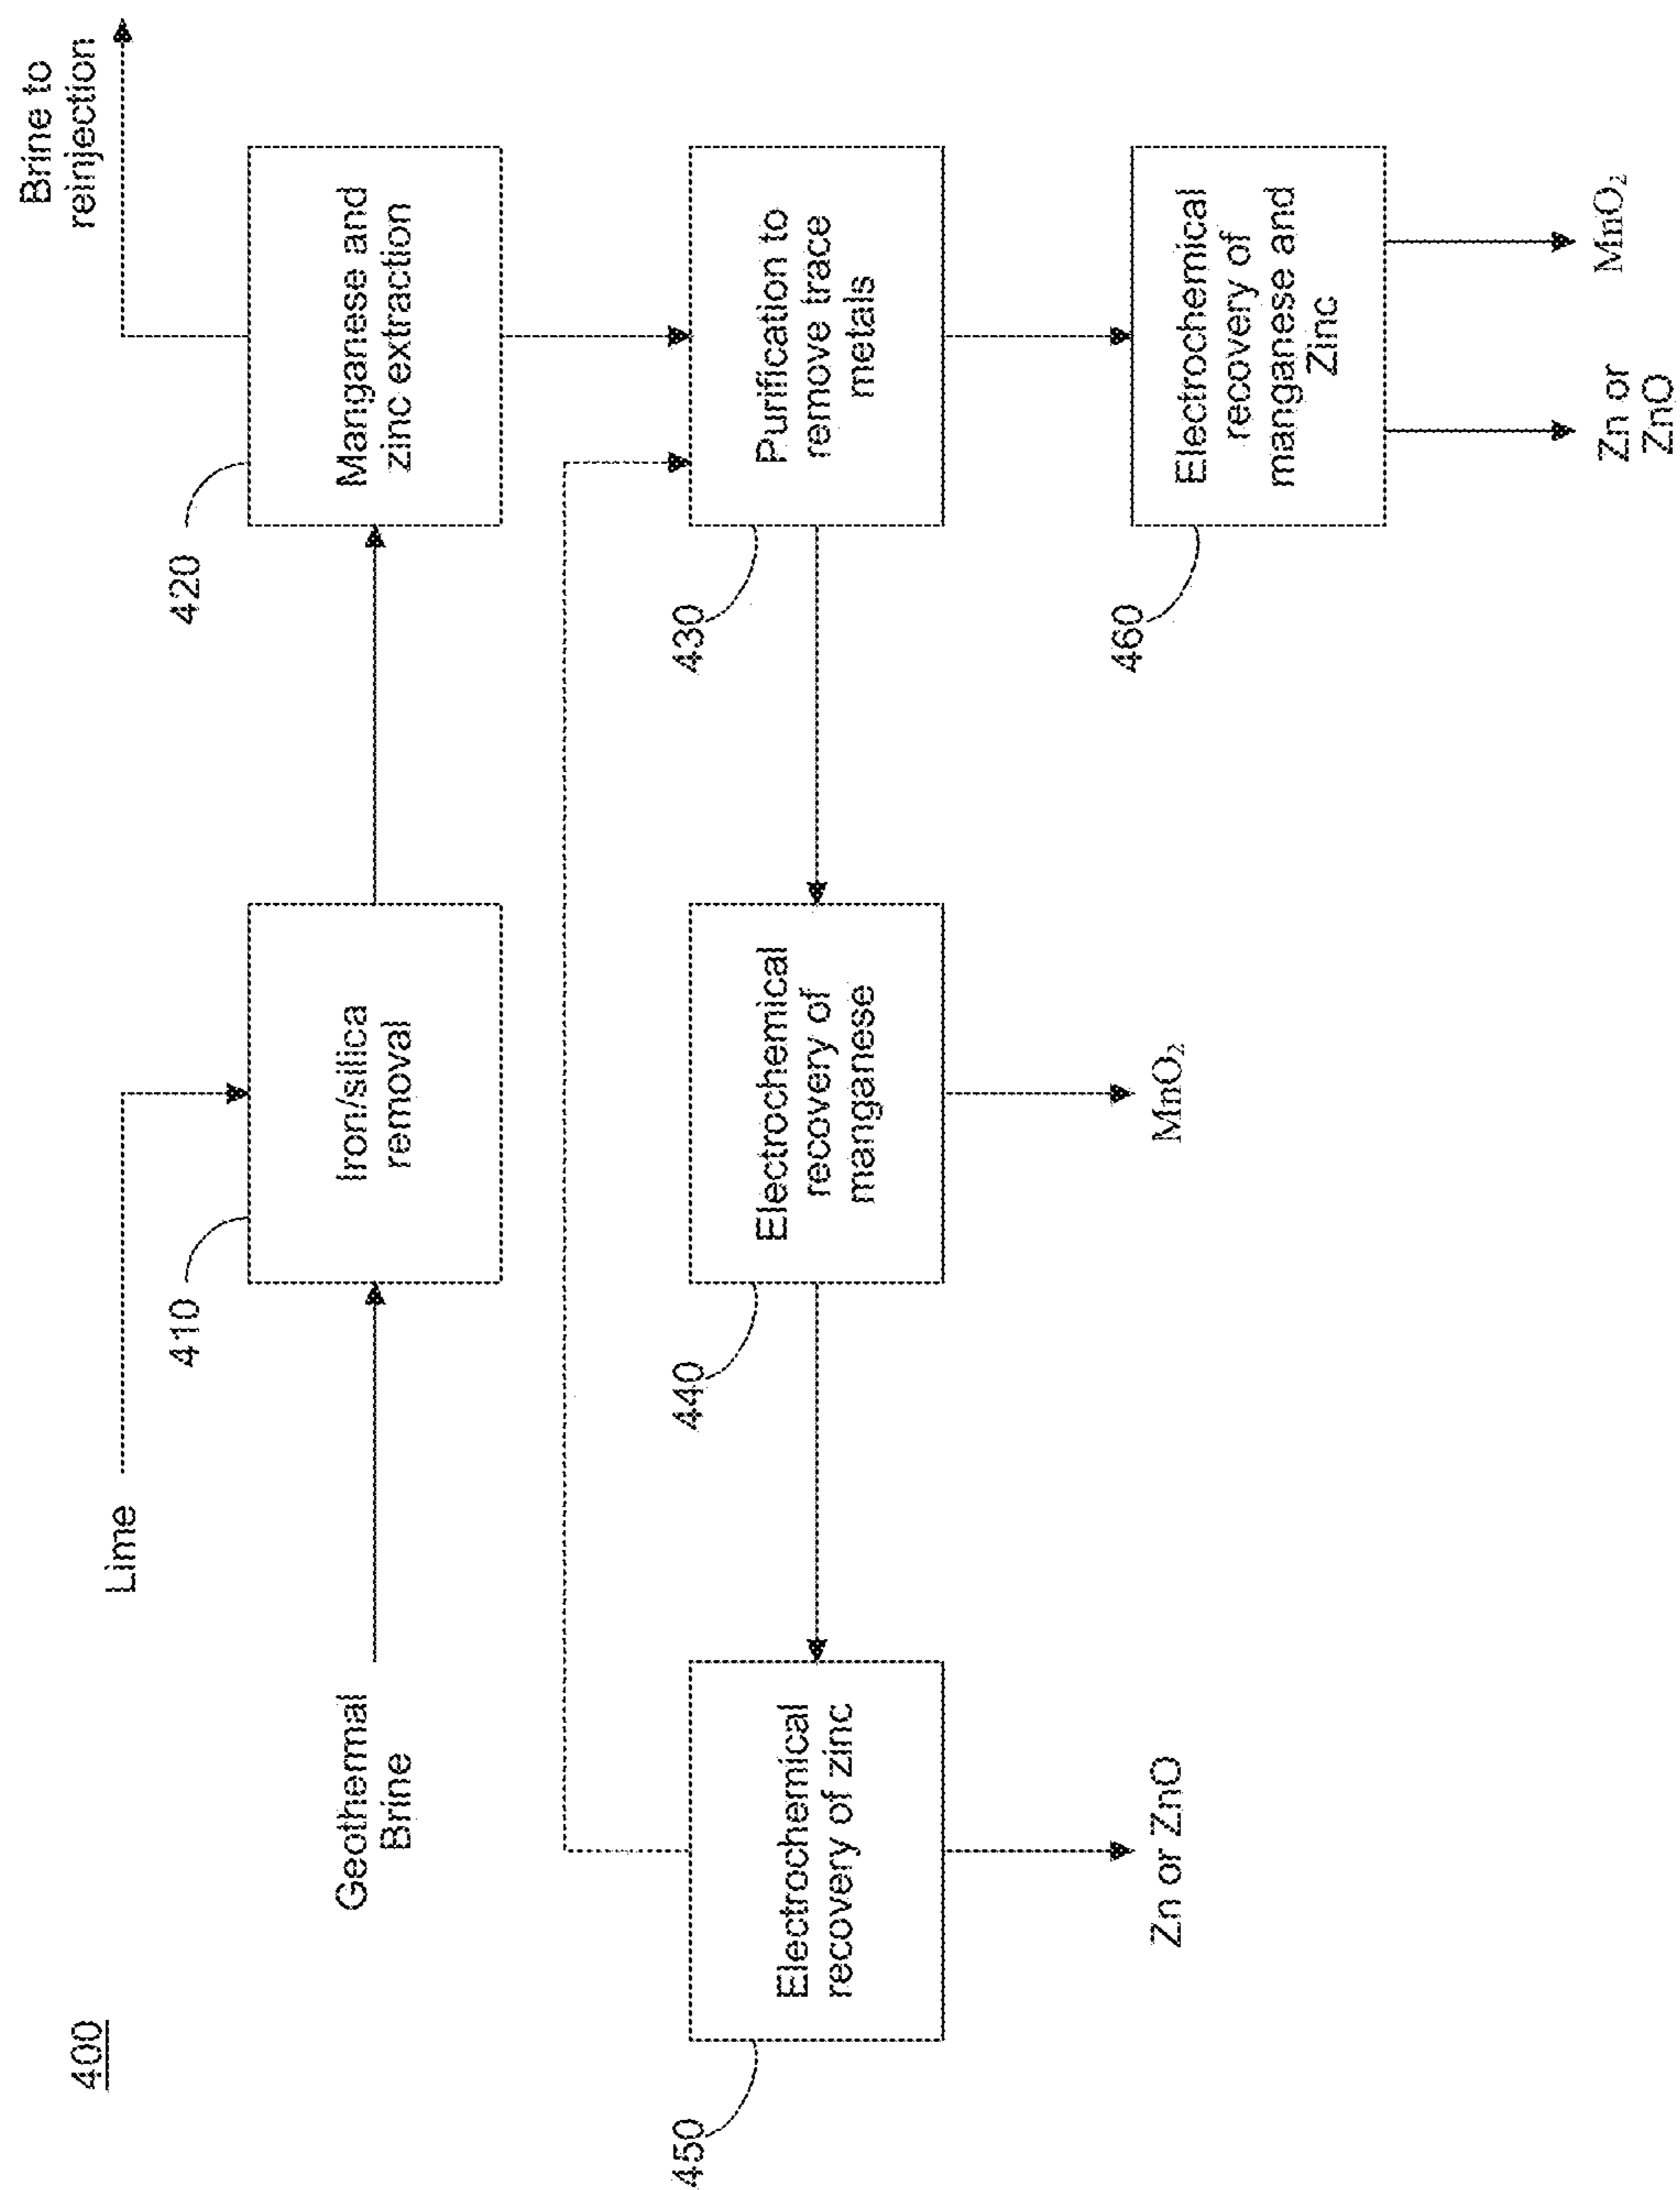 400
Lime
Brine to
reinjection
410
420
Geothermal
Brine
Iron/silica
removal
Manganese and
zinc extraction
450
440
430
Electrochemical
recovery of zinc
Electrochemical
recovery of
manganese
Purification to
remove trace
metals
Zn or ZnO
MnO₂
460
Electrochemical
recovery of
manganese and
Zinc
Zn or
ZnO
MnO₂